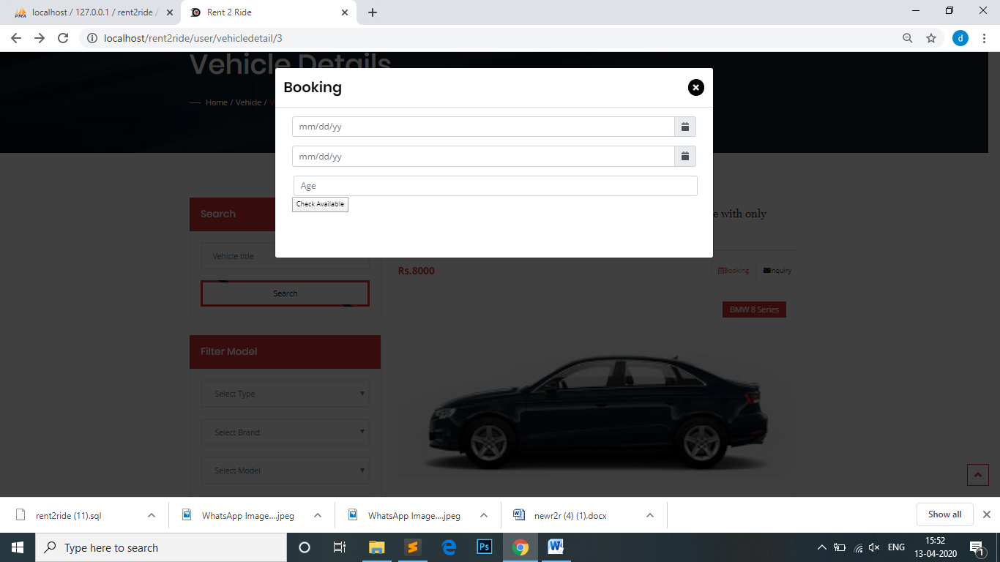 localhost / 127.0.0.1 / rent2ride /
Rent 2 Ride
localhost/rent2ride/user/vehicledetail/3
d
Vehicle Details
Home / Vehicle / V
Booking
mm/dd/yy
mm/dd/yy
Age
Check Available
Search
e with only
Vehicle title
Search
Rs.8000
Booking
Inquiry
BMW 8 Series
Filter Model
Select Type
Select Brand
Select Model
rent2ride (11).sql
WhatsApp Image....jpeg
WhatsApp Image....jpeg
newr2r (4) (1).docx
Show all
Type here to search
Ps
ENG
15:52
13-04-2020
1